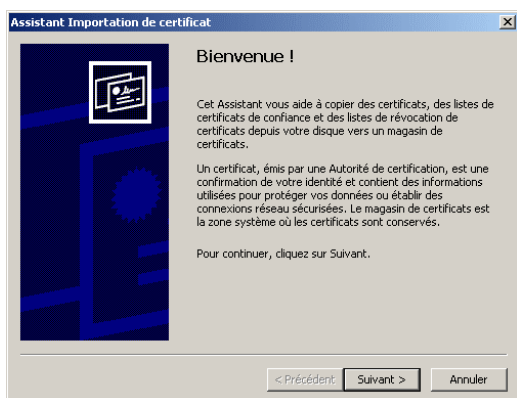 Assistant Importation de certificat
Bienvenue !
Cet Assistant vous aide à copier des certificats, des listes de
certificats de confiance et des listes de révocation de
certificats depuis votre disque vers un magasin de
certificats.
Un certificat, émis par une Autorité de certification, est une
confirmation de votre identité et contient des informations
utilisées pour protéger vos données ou établir des
connexions réseau sécurisées. Le magasin de certificats est
la zone système où les certificats sont conservés.
Pour continuer, cliquez sur Suivant.
< Précédent Suivant > Annuler